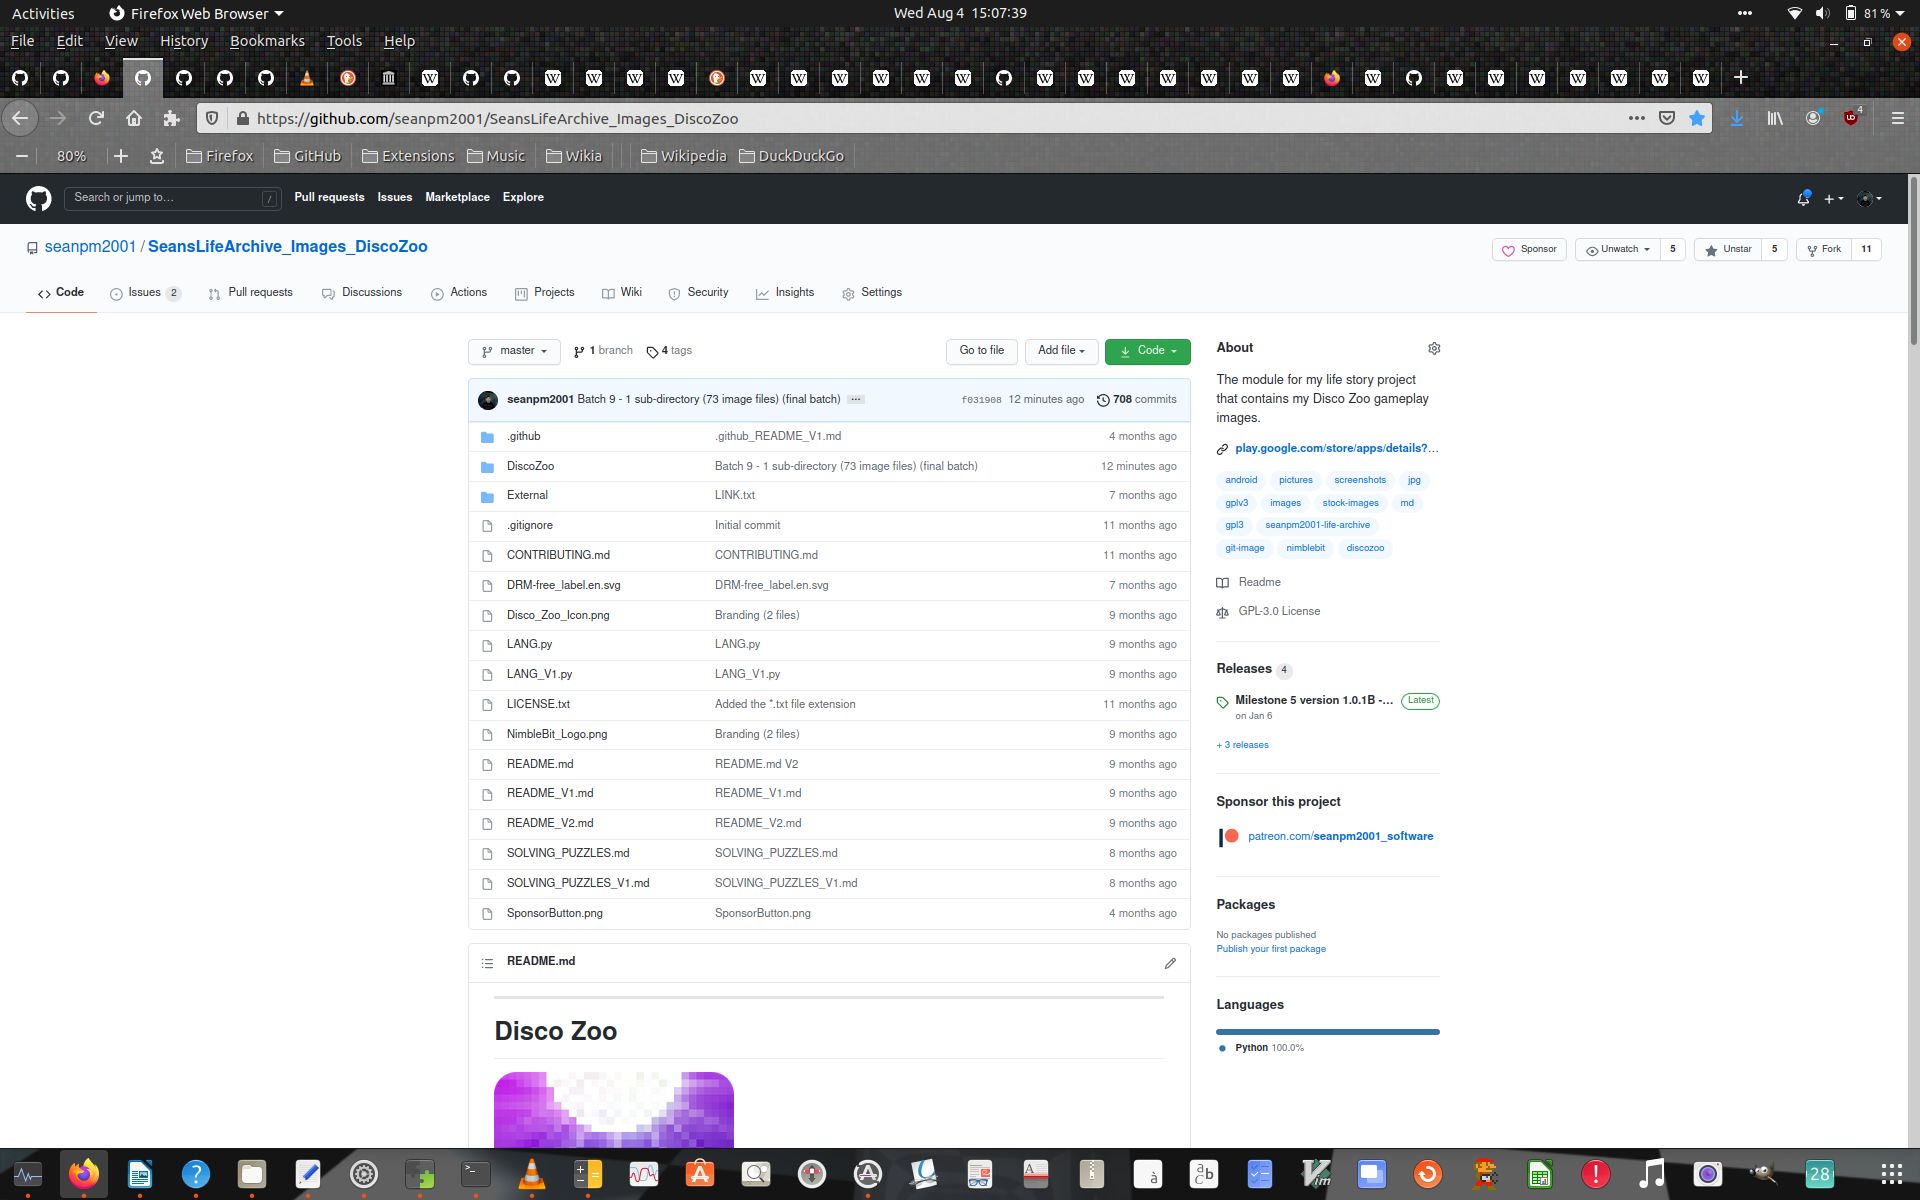 Activities Firefox Web Browser Wed Aug 4 15:07:39 81 %
File Edit View History Bookmarks Tools Help
https://github.com/seanpm2001/SeansLifeArchive_Images_DiscoZoo 4
80% Firefox GitHub Extensions Music Wikia Wikipedia DuckDuckGo
Search or jump to… / Pull requests Issues Marketplace Explore
seanpm2001 / SeansLifeArchive_Images_DiscoZoo Sponsor Unwatch 5 Unstar 5 Fork 11
Code Issues 2 Pull requests Discussions Actions Projects Wiki Security Insights Settings
master 1 branch 4 tags Go to file Add file Code
seanpm2001 Batch 9 - 1 sub-directory (73 image files) (final batch) ... f031908 12 minutes ago 708 commits
.github .github_README_V1.md 4 months ago
DiscoZoo Batch 9 - 1 sub-directory (73 image files) (final batch) 12 minutes ago
External LINK.txt 7 months ago
.gitignore Initial commit 11 months ago
CONTRIBUTING.md CONTRIBUTING.md 11 months ago
DRM-free_label.en.svg DRM-free_label.en.svg 7 months ago
Disco_Zoo_Icon.png Branding (2 files) 9 months ago
LANG.py LANG.py 9 months ago
LANG_V1.py LANG_V1.py 9 months ago
LICENSE.txt Added the *.txt file extension 11 months ago
NimbleBit_Logo.png Branding (2 files) 9 months ago
README.md README.md V2 9 months ago
README_V1.md README_V1.md 9 months ago
README_V2.md README_V2.md 9 months ago
SOLVING_PUZZLES.md SOLVING_PUZZLES.md 8 months ago
SOLVING_PUZZLES_V1.md SOLVING_PUZZLES_V1.md 8 months ago
SponsorButton.png SponsorButton.png 4 months ago
README.md
Disco Zoo
About
The module for my life story project
that contains my Disco Zoo gameplay
images.
play.google.com/store/apps/details?…
android pictures screenshots jpg
gplv3 images stock-images md
gpl3 seanpm2001-life-archive
git-image nimblebit discozoo
Readme
GPL-3.0 License
Releases 4
Milestone 5 version 1.0.1B -… Latest
on Jan 6
+ 3 releases
Sponsor this project
patreon.com/seanpm2001_software
Packages
No packages published
Publish your first package
Languages
Python 100.0%
28